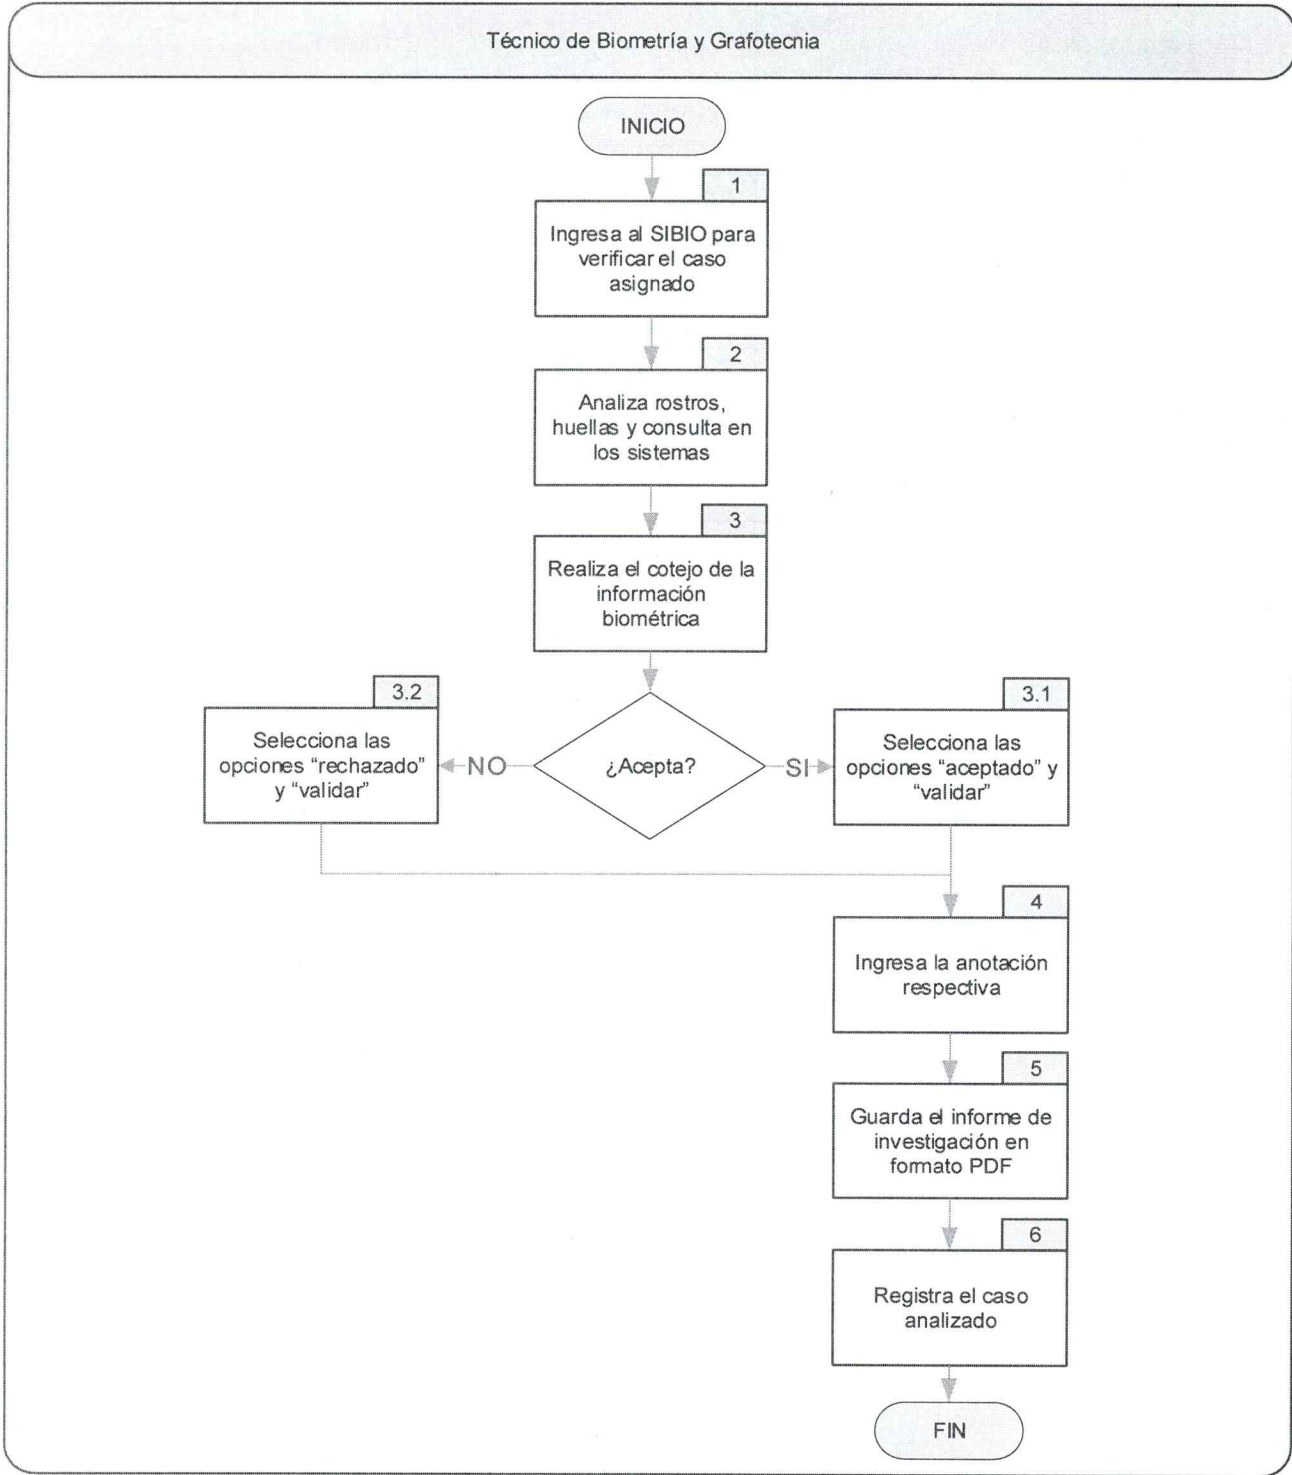 Técnico de Biometría y Grafotecnia
INICIO
1
Ingresa al SIBIO para
verificar el caso
asignado
2
Analiza rostros,
huellas y consulta en
los sistemas
3
Realiza el cotejo de la
información
biométrica
¿Acepta?
NO
SI
3.2
Selecciona las
opciones “rechazado”
y “validar”
3.1
Selecciona las
opciones “aceptado” y
“validar”
4
Ingresa la anotación
respectiva
5
Guarda el informe de
investigación en
formato PDF
6
Registra el caso
analizado
FIN